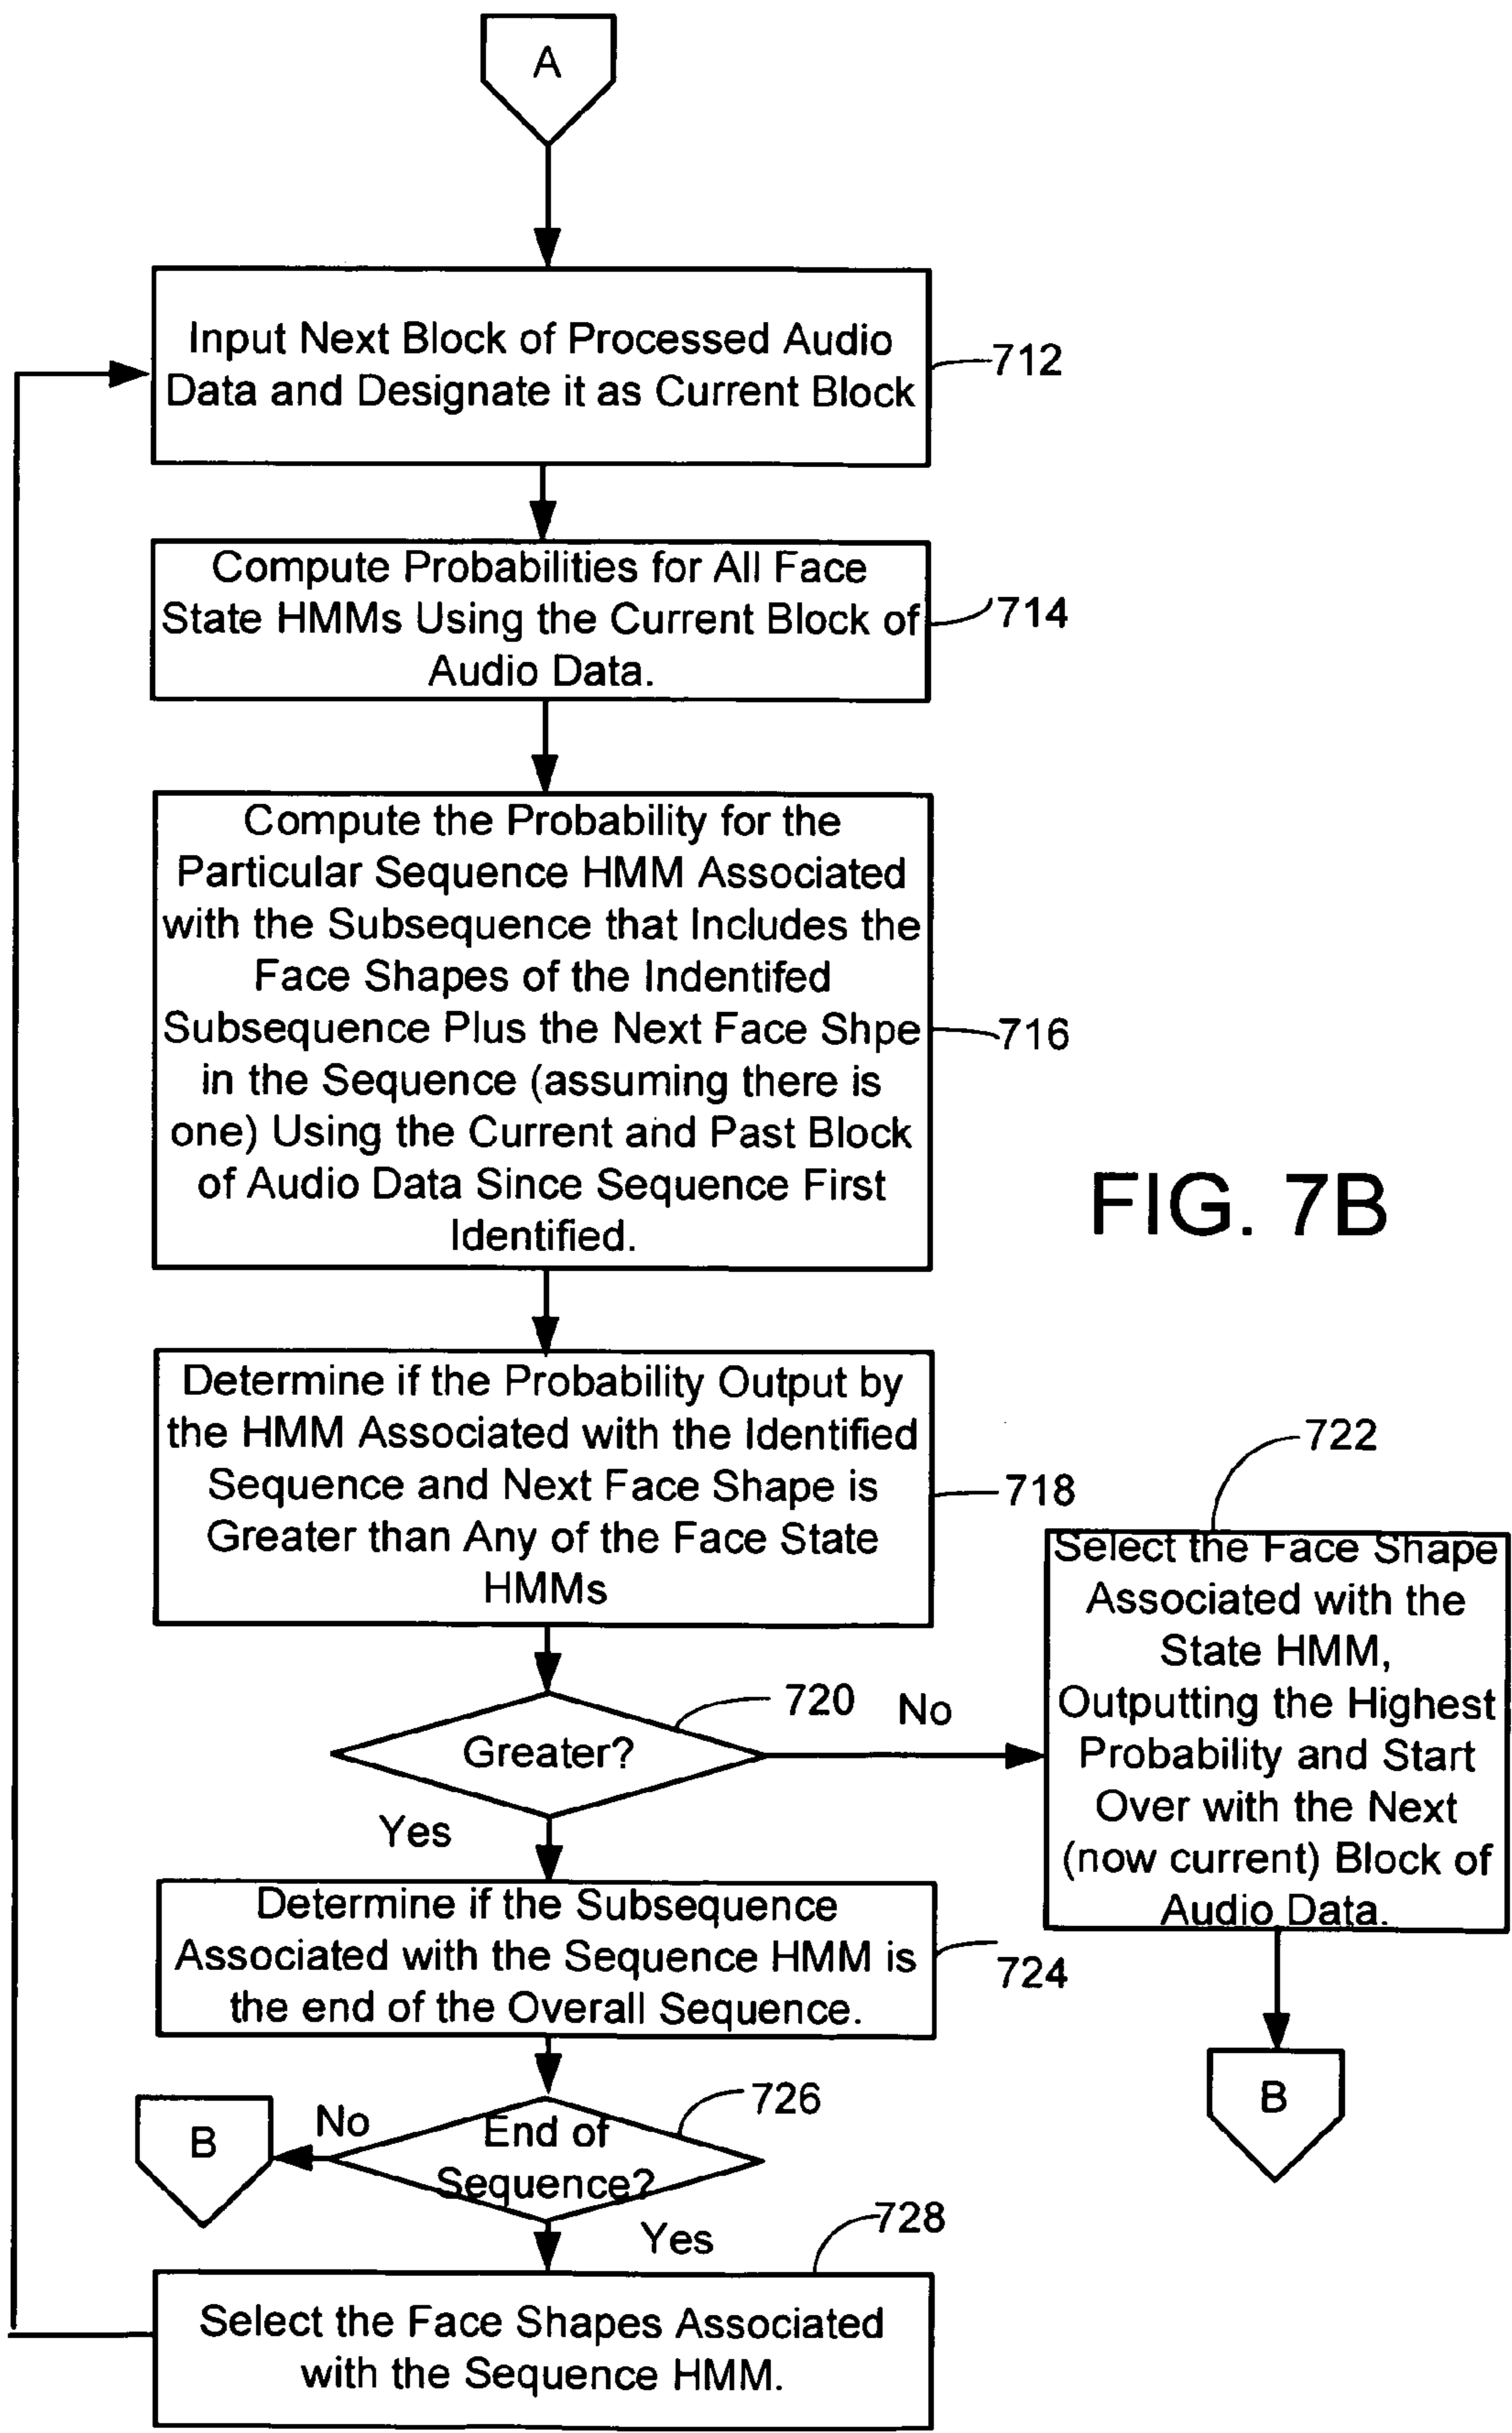 A
Input Next Block of Processed Audio
Data and Designate it as Current Block
712
Compute Probabilities for All Face
State HMMs Using the Current Block of
Audio Data.
714
Compute the Probability for the
Particular Sequence HMM Associated
with the Subsequence that Includes the
Face Shapes of the Indentifed
Subsequence Plus the Next Face Shpe
in the Sequence (assuming there is
one) Using the Current and Past Block
of Audio Data Since Sequence First
Identified.
716
FIG. 7B
Determine if the Probability Output by
the HMM Associated with the Identified
Sequence and Next Face Shape is
Greater than Any of the Face State
HMMs
718
Greater?
720
No
Yes
722
Select the Face Shape
Associated with the
State HMM,
Outputting the Highest
Probability and Start
Over with the Next
(now current) Block of
Audio Data.
B
Determine if the Subsequence
Associated with the Sequence HMM is
the end of the Overall Sequence.
724
End of
Sequence?
726
No
B
Yes
728
Select the Face Shapes Associated
with the Sequence HMM.